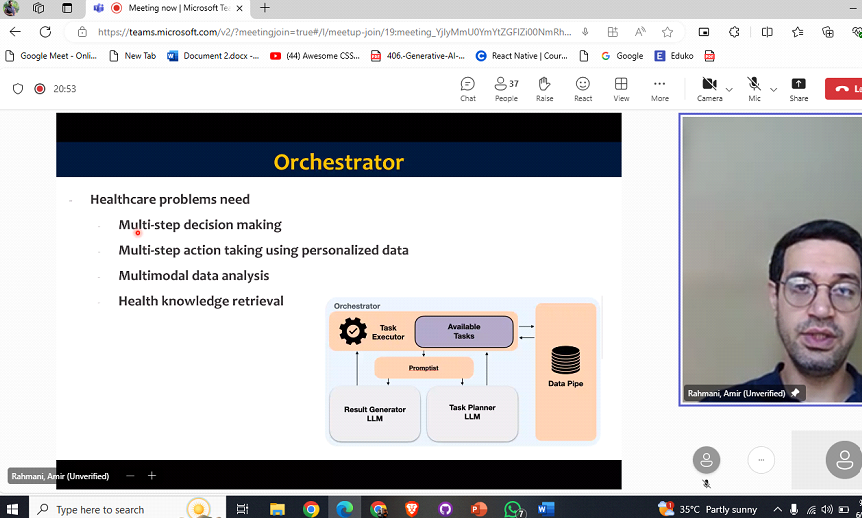 Meeting now | Microsoft Te
https://teams.microsoft.com/v2/?meetingjoin=true#/l/meetup-join/19:meeting_YjIyMmU0YmYtZGFlZi00NmRh...
Google Meet - Onli...
New Tab
Document 2.docx -...
(44) Awesome CSS...
406.-Generative-AI-...
React Native | Cour...
Google
Eduko
20:53
Chat
37
People
Raise
React
View
More
Camera
Mic
Share
Orchestrator
- Healthcare problems need
- Multi-step decision making
- Multi-step action taking using personalized data
- Multimodal data analysis
- Health knowledge retrieval
Orchestrator
Task
Executor
Available
Tasks
Promptist
Data Pipe
Result Generator
LLM
Task Planner
LLM
Rahmani, Amir (Unverified)
Rahmani, Amir (Unverified)
Type here to search
7
35°C Partly sunny